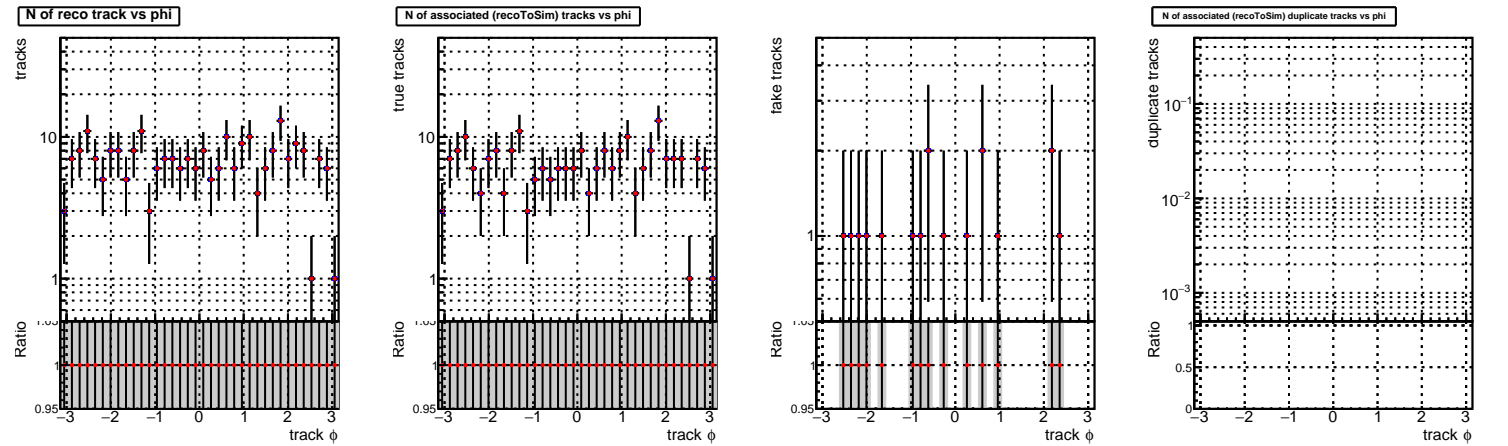 N of reco track vs phi
tracks
10
1
Ratio
1.05
1
0.95
−3 −2 −1 0 1 2 3
track ϕ
N of associated (recoToSim) tracks vs phi
true tracks
10
1
Ratio
1.05
1
0.95
−3 −2 −1 0 1 2 3
track ϕ
fake tracks
1
Ratio
1.05
1
0.95
−3 −2 −1 0 1 2 3
track ϕ
N of associated (recoToSim) duplicate tracks vs phi
duplicate tracks
10−1
10−2
10−3
Ratio
1
0.5
0
−3 −2 −1 0 1 2 3
track ϕ